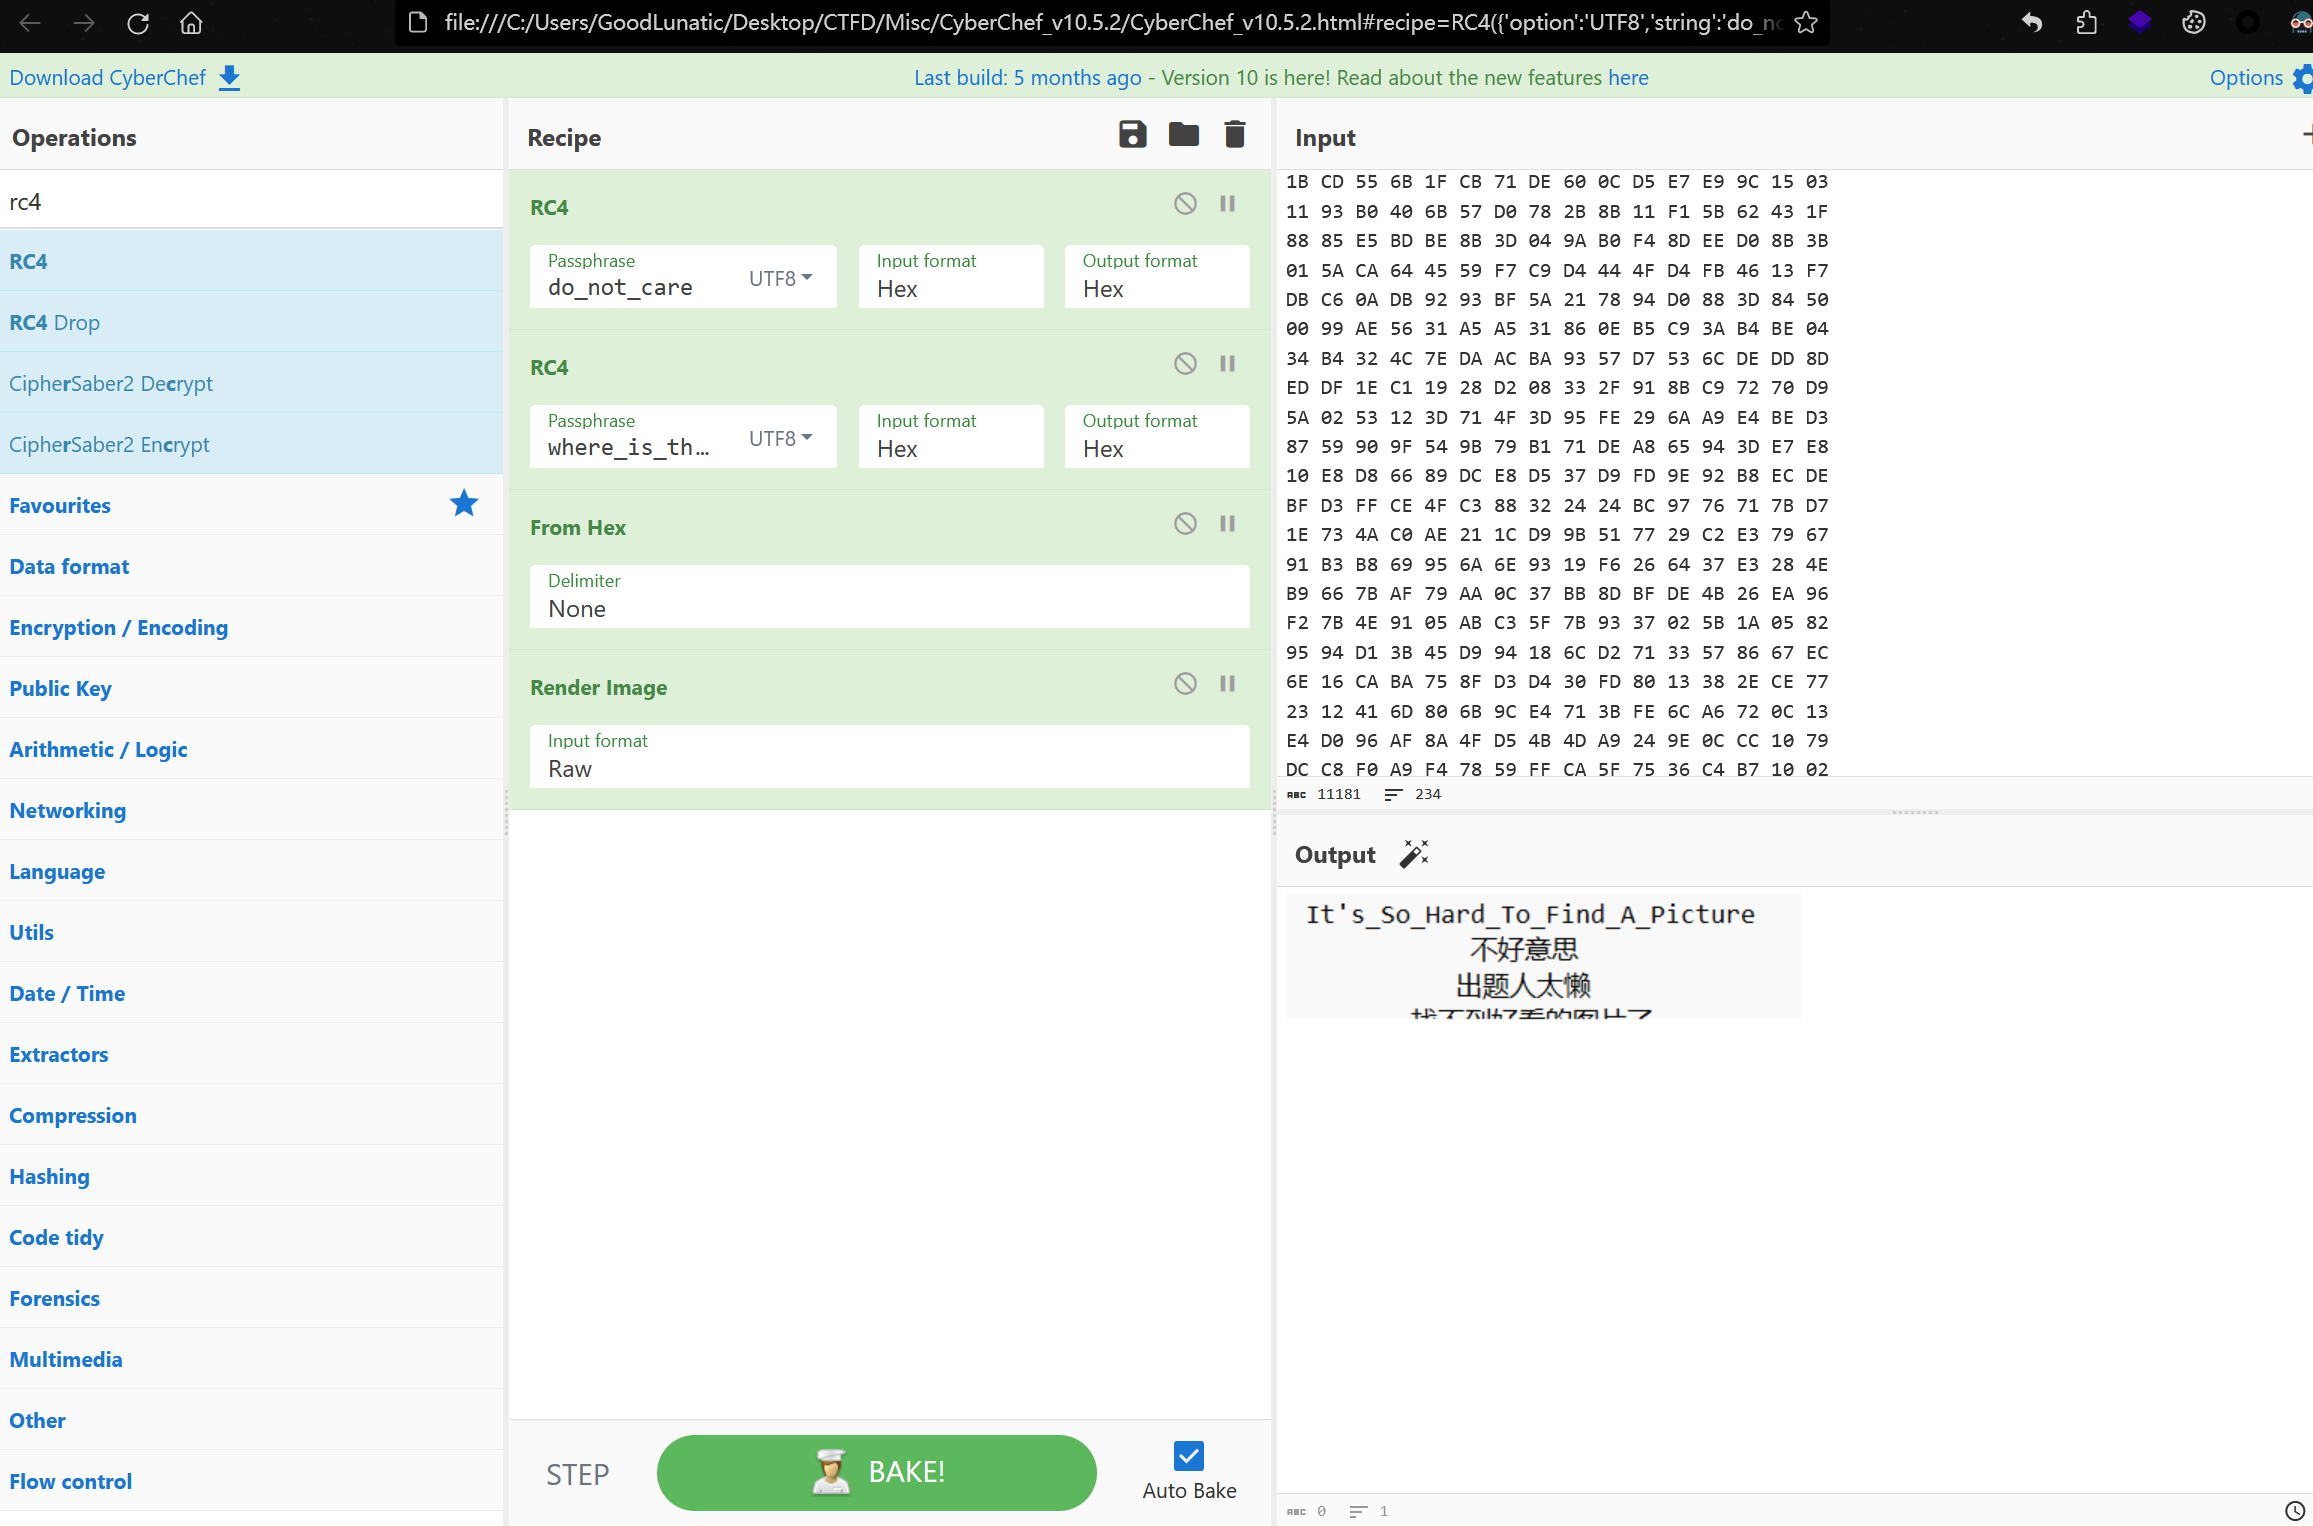 file:///C:/Users/GoodLunatic/Desktop/CTFD/Misc/CyberChef_v10.5.2/CyberChef_v10.5.2.html#recipe=RC4({'option':'UTF8','string':'do_n
Download CyberChef
Last build: 5 months ago - Version 10 is here! Read about the new features here
Options
Operations
rc4
RC4
RC4 Drop
CipherSaber2 Decrypt
CipherSaber2 Encrypt
Favourites
Data format
Encryption / Encoding
Public Key
Arithmetic / Logic
Networking
Language
Utils
Date / Time
Extractors
Compression
Hashing
Code tidy
Forensics
Multimedia
Other
Flow control
Recipe
RC4
Passphrase
do_not_care
UTF8
Input format
Hex
Output format
Hex
RC4
Passphrase
where_is_th…
UTF8
Input format
Hex
Output format
Hex
From Hex
Delimiter
None
Render Image
Input format
Raw
STEP
BAKE!
Auto Bake
Input
1B CD 55 6B 1F CB 71 DE 60 0C D5 E7 E9 9C 15 03
11 93 B0 40 6B 57 D0 78 2B 8B 11 F1 5B 62 43 1F
88 85 E5 BD BE 8B 3D 04 9A B0 F4 8D EE D0 8B 3B
01 5A CA 64 45 59 F7 C9 D4 44 4F D4 FB 46 13 F7
DB C6 0A DB 92 93 BF 5A 21 78 94 D0 88 3D 84 50
00 99 AE 56 31 A5 A5 31 86 0E B5 C9 3A B4 BE 04
34 B4 32 4C 7E DA AC BA 93 57 D7 53 6C DE DD 8D
ED DF 1E C1 19 28 D2 08 33 2F 91 8B C9 72 70 D9
5A 02 53 12 3D 71 4F 3D 95 FE 29 6A A9 E4 BE D3
87 59 90 9F 54 9B 79 B1 71 DE A8 65 94 3D E7 E8
10 E8 D8 66 89 DC E8 D5 37 D9 FD 9E 92 B8 EC DE
BF D3 FF CE 4F C3 88 32 24 24 BC 97 76 71 7B D7
1E 73 4A C0 AE 21 1C D9 9B 51 77 29 C2 E3 79 67
91 B3 B8 69 95 6A 6E 93 19 F6 26 64 37 E3 28 4E
B9 66 7B AF 79 AA 0C 37 BB 8D BF DE 4B 26 EA 96
F2 7B 4E 91 05 AB C3 5F 7B 93 37 02 5B 1A 05 82
95 94 D1 3B 45 D9 94 18 6C D2 71 33 57 86 67 EC
6E 16 CA BA 75 8F D3 D4 30 FD 80 13 38 2E CE 77
23 12 41 6D 80 6B 9C E4 71 3B FE 6C A6 72 0C 13
E4 D0 96 AF 8A 4F D5 4B 4D A9 24 9E 0C CC 10 79
DC C8 F0 A9 F4 78 59 FF CA 5F 75 36 C4 B7 10 02
ABC 11181 234
Output
It's_So_Hard_To_Find_A_Picture
不好意思
出题人太懒
找不到好看的图片了
ABC 0 1